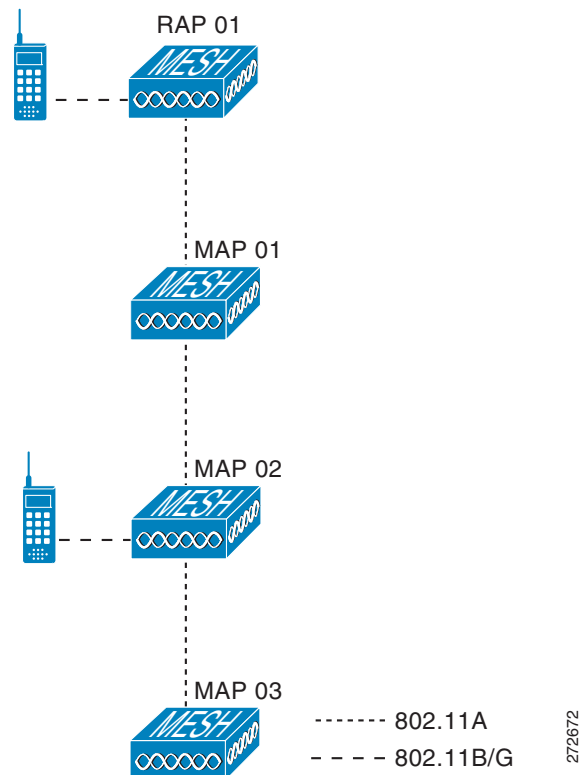 RAP 01
MESH
MAP 01
MESH
MAP 02
MESH
MAP 03
MESH
802.11A
802.11B/G
272672